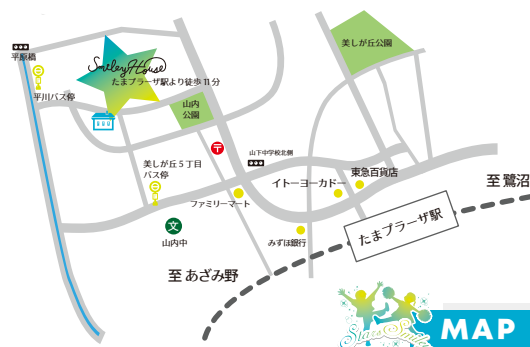 平原橋
Smiley House
たまプラーザ駅より徒歩11分
平川バス停
山内
公園
美しが丘公園
〒
山下中学校北側
美しが丘5丁目
バス停
イトーヨーカドー
東急百貨店
至 鷺沼
ファミリーマート
文
山内中
みずほ銀行
たまプラーザ駅
至 あざみ野
Stars Smiley
MAP